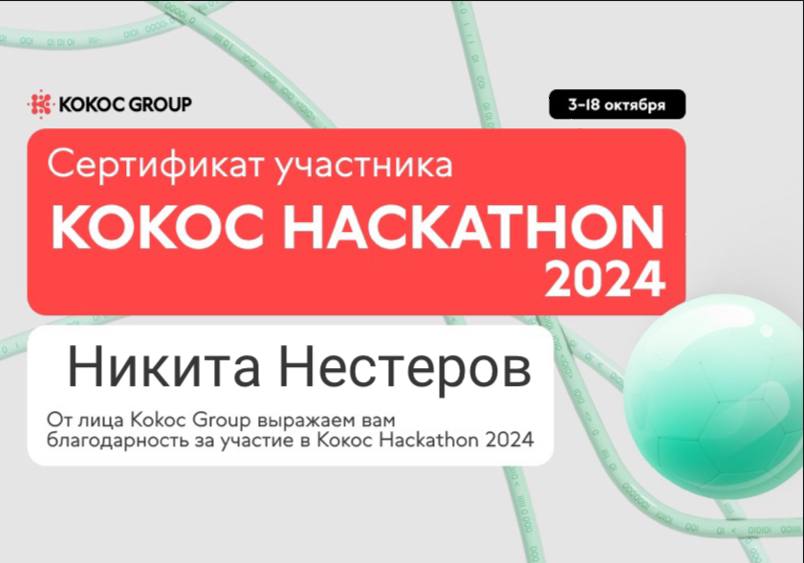 KOKOC GROUP
3-18 октября
Сертификат участника
КОКОС HACKATHON
2024
Никита Нестеров
От лица Kokoc Group выражаем вам
благодарность за участие в Кокос Hackathon 2024